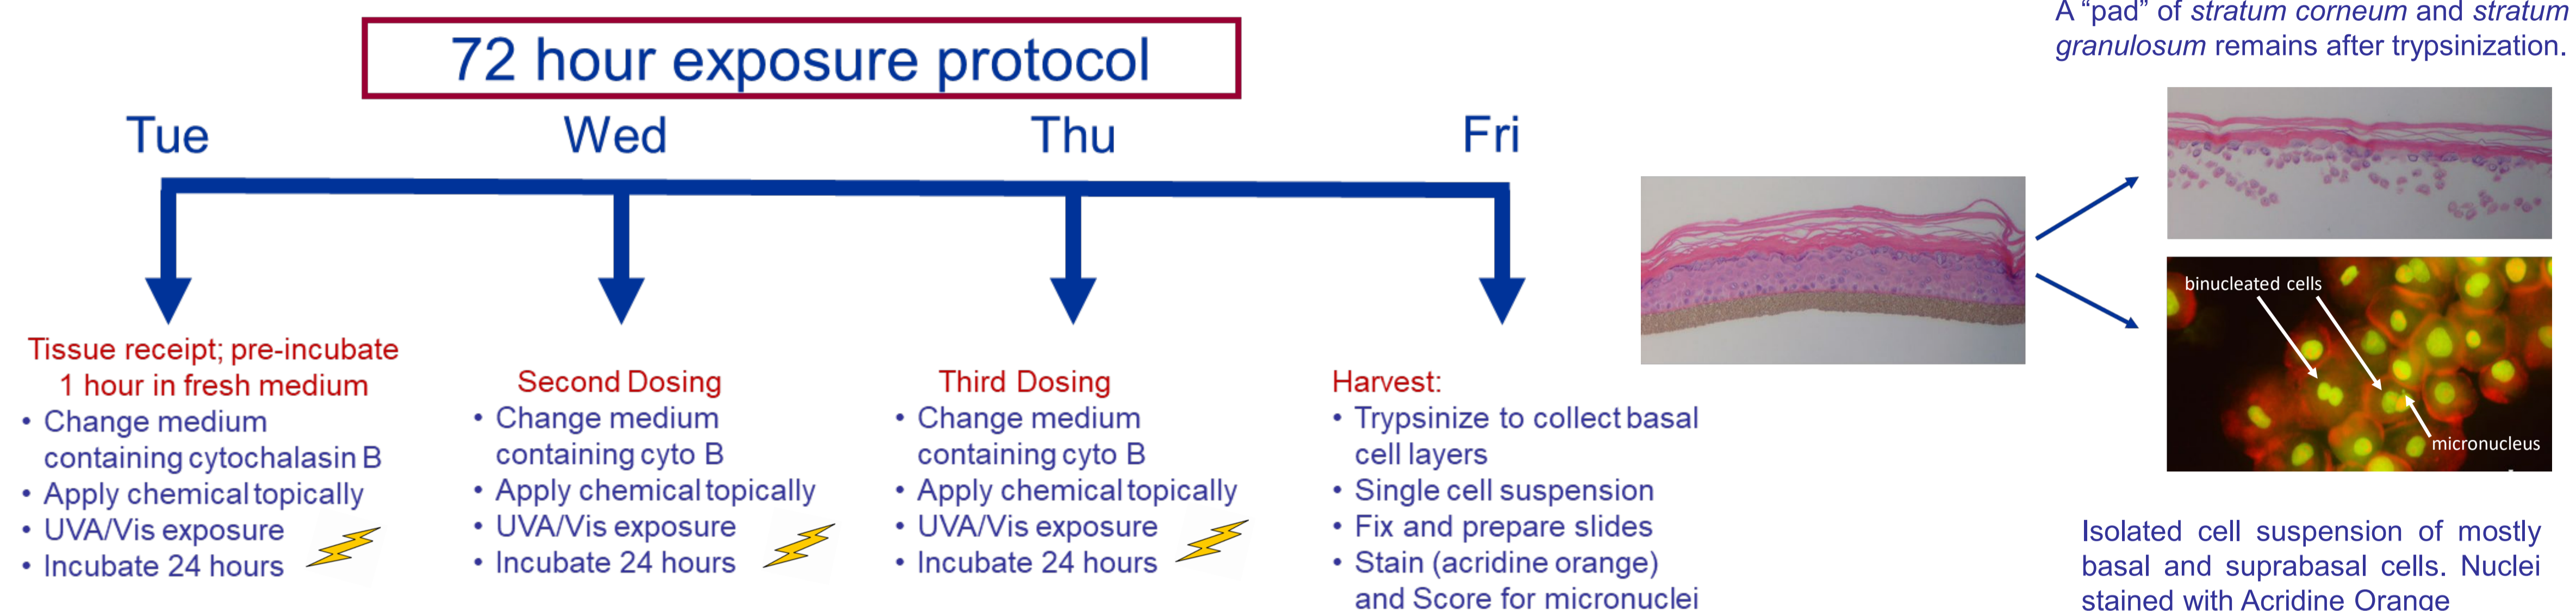 72 hour exposure protocol
Tue
Wed
Thu
Fri
Tissue receipt; pre-incubate
1 hour in fresh medium
• Change medium
containing cytochalasin B
• Apply chemical topically
• UVA/Vis exposure
• Incubate 24 hours
Second Dosing
• Change medium
containing cyto B
• Apply chemical topically
• UVA/Vis exposure
• Incubate 24 hours
Third Dosing
• Change medium
containing cyto B
• Apply chemical topically
• UVA/Vis exposure
• Incubate 24 hours
Harvest:
• Trypsinize to collect basal
cell layers
• Single cell suspension
• Fix and prepare slides
• Stain (acridine orange)
and Score for micronuclei
A “pad” of stratum corneum and stratum
granulosum remains after trypsinization.
binucleated cells
micronucleus
Isolated cell suspension of mostly
basal and suprabasal cells. Nuclei
stained with Acridine Orange